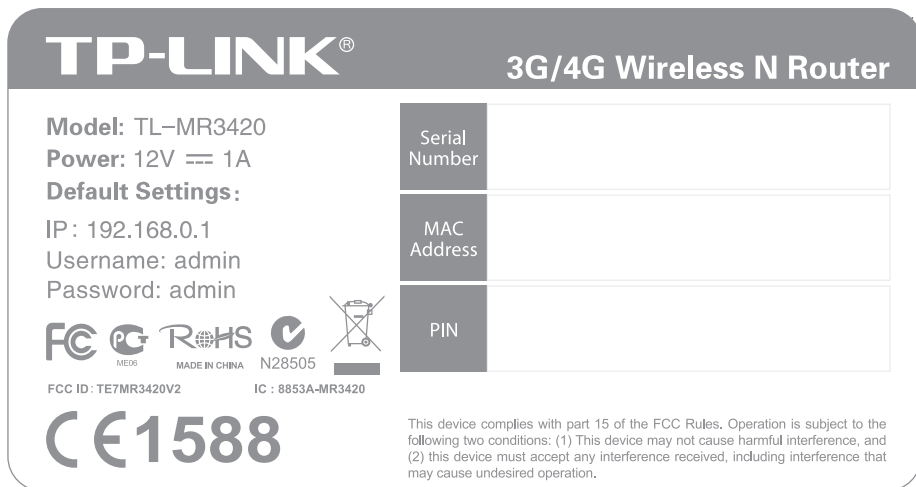 TP-LINK®
3G/4G Wireless N Router
Model: TL–MR3420
Power: 12V ⎓ 1A
Default Settings:
IP: 192.168.0.1
Username: admin
Password: admin
Serial
Number
MAC
Address
PIN
FC
PCT
ME06
RoHS
MADE IN CHINA
N28505
FCC ID: TE7MR3420V2
IC : 8853A-MR3420
CE1588
This device complies with part 15 of the FCC Rules. Operation is subject to the
following two conditions: (1) This device may not cause harmful interference, and
(2) this device must accept any interference received, including interference that
may cause undesired operation.